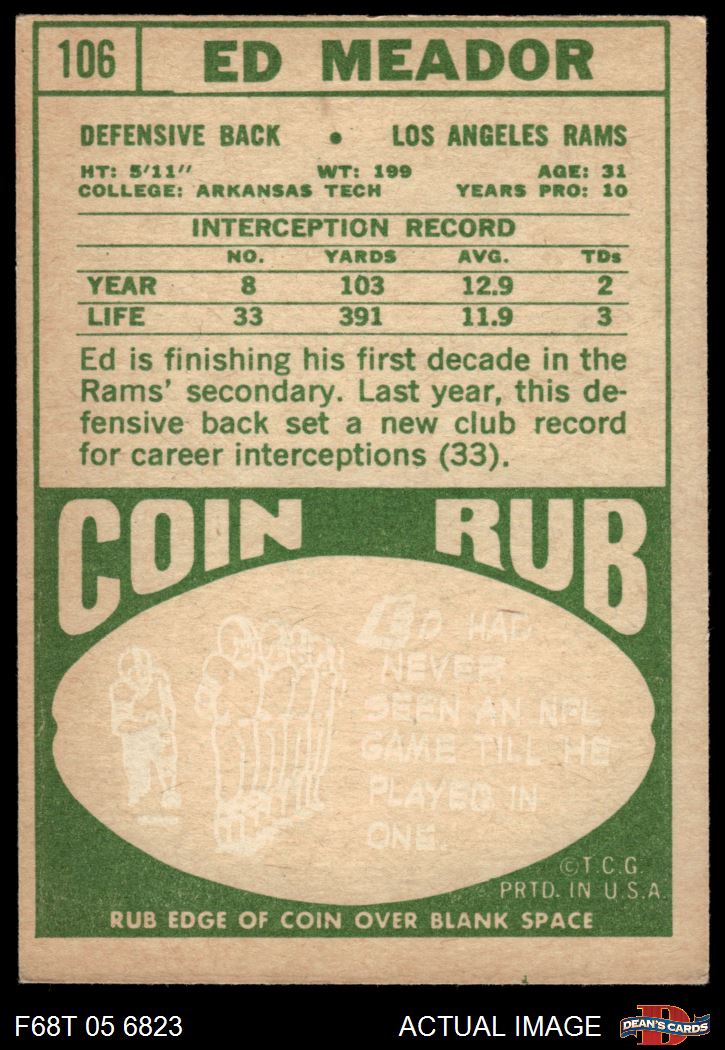 106 ED MEADOR
DEFENSIVE BACK • LOS ANGELES RAMS
HT: 5'11" WT: 199 AGE: 31
COLLEGE: ARKANSAS TECH YEARS PRO: 10
INTERCEPTION RECORD
NO. YARDS AVG. TDs
YEAR 8 103 12.9 2
LIFE 33 391 11.9 3
Ed is finishing his first decade in the
Rams' secondary. Last year, this de-
fensive back set a new club record
for career interceptions (33).
COIN RUB
ED HAD
NEVER
SEEN AN NFL
GAME TILL HE
PLAYED IN
ONE.
©T.C.G.
PRTD. IN U.S.A.
RUB EDGE OF COIN OVER BLANK SPACE
F68T 05 6823 ACTUAL IMAGE DEAN'S CARDS